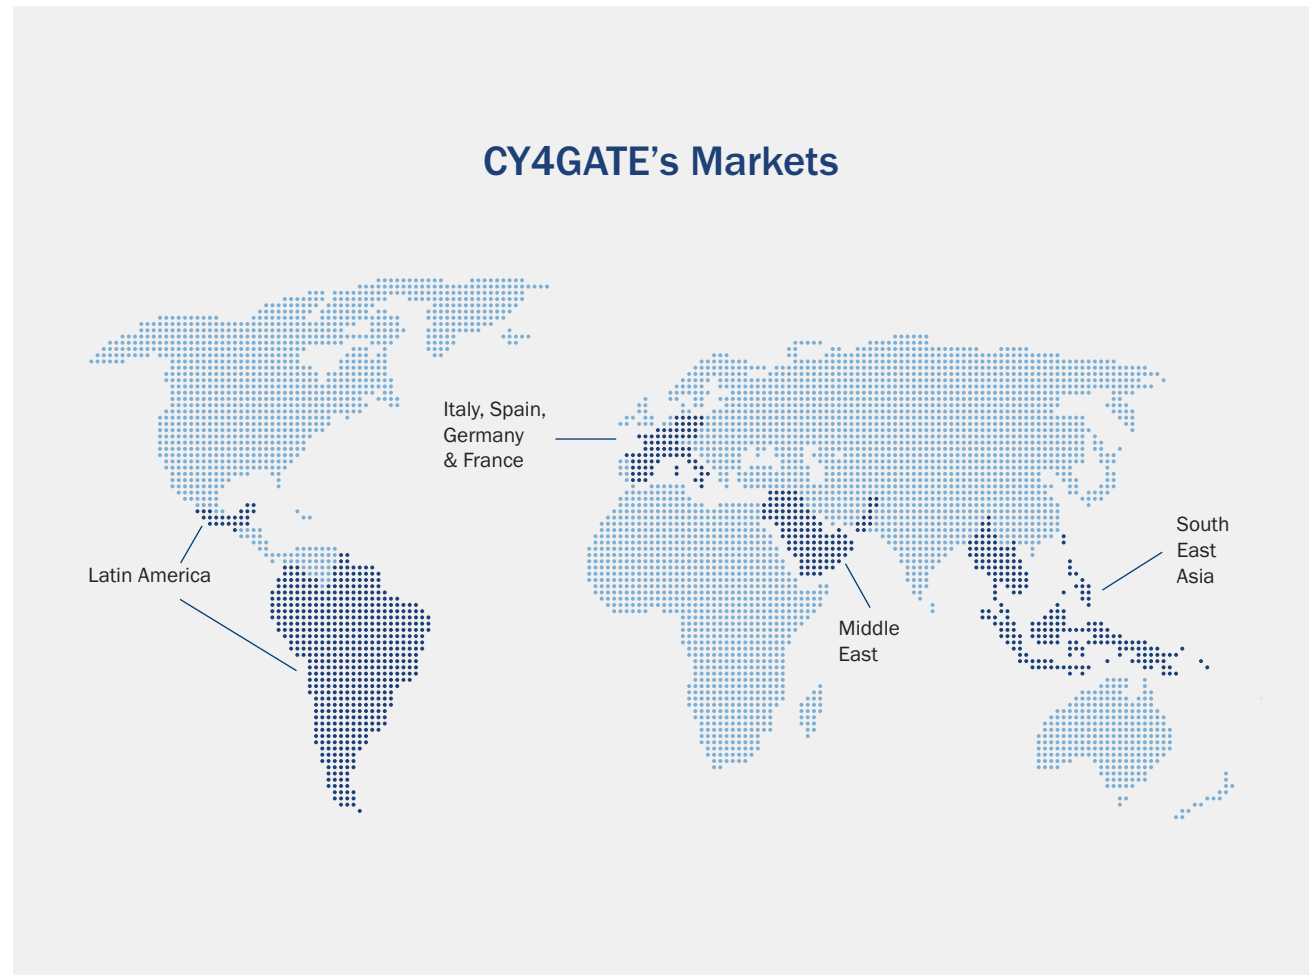 CY4GATE’s Markets
Italy, Spain,
Germany
& France
South
East
Asia
Latin America
Middle
East